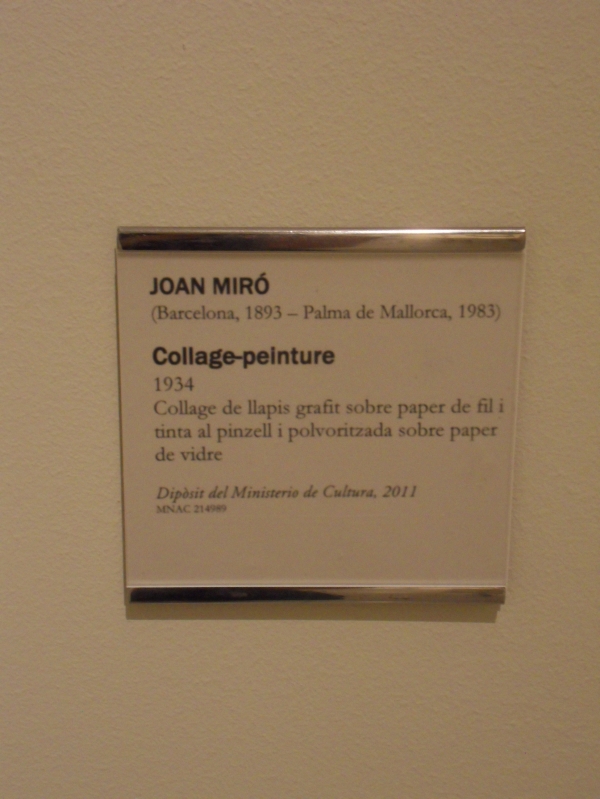 JOAN MIRÓ
(Barcelona, 1893 – Palma de Mallorca, 1983)
Collage-peinture
1934
Collage de llapis grafit sobre paper de fil i
tinta al pinzell i polvoritzada sobre paper
de vidre
Dipòsit del Ministerio de Cultura, 2011
MNAC 214989